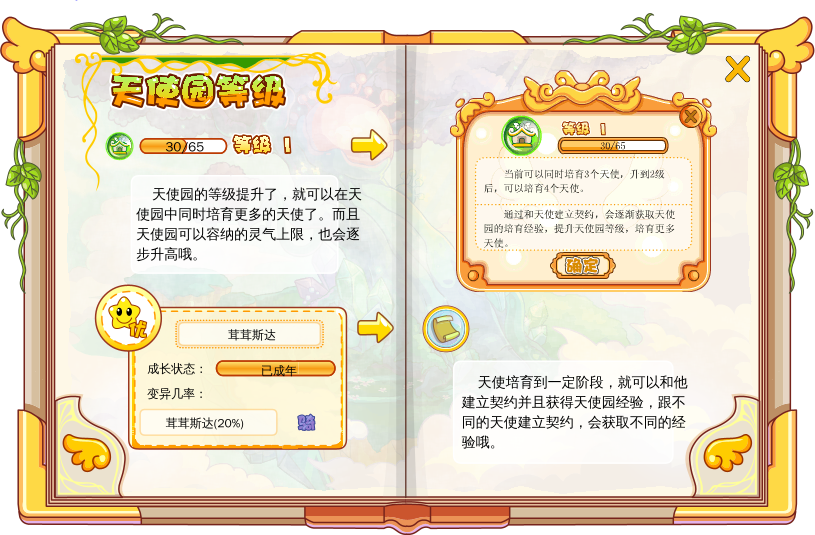 天使园等级
30/65 等级 1
天使园的等级提升了，就可以在天
使园中同时培育更多的天使了。而且
天使园可以容纳的灵气上限，也会逐
步升高哦。
优
茸茸斯达
成长状态：
已成年
变异几率：
茸茸斯达(20%)
等级 1
30/65
当前可以同时培育3个天使，升到2级
后，可以培育4个天使。
通过和天使建立契约，会逐渐获取天使
园的培育经验，提升天使园等级，培育更多
天使。
确定
天使培育到一定阶段，就可以和他
建立契约并且获得天使园经验，跟不
同的天使建立契约，会获取不同的经
验哦。